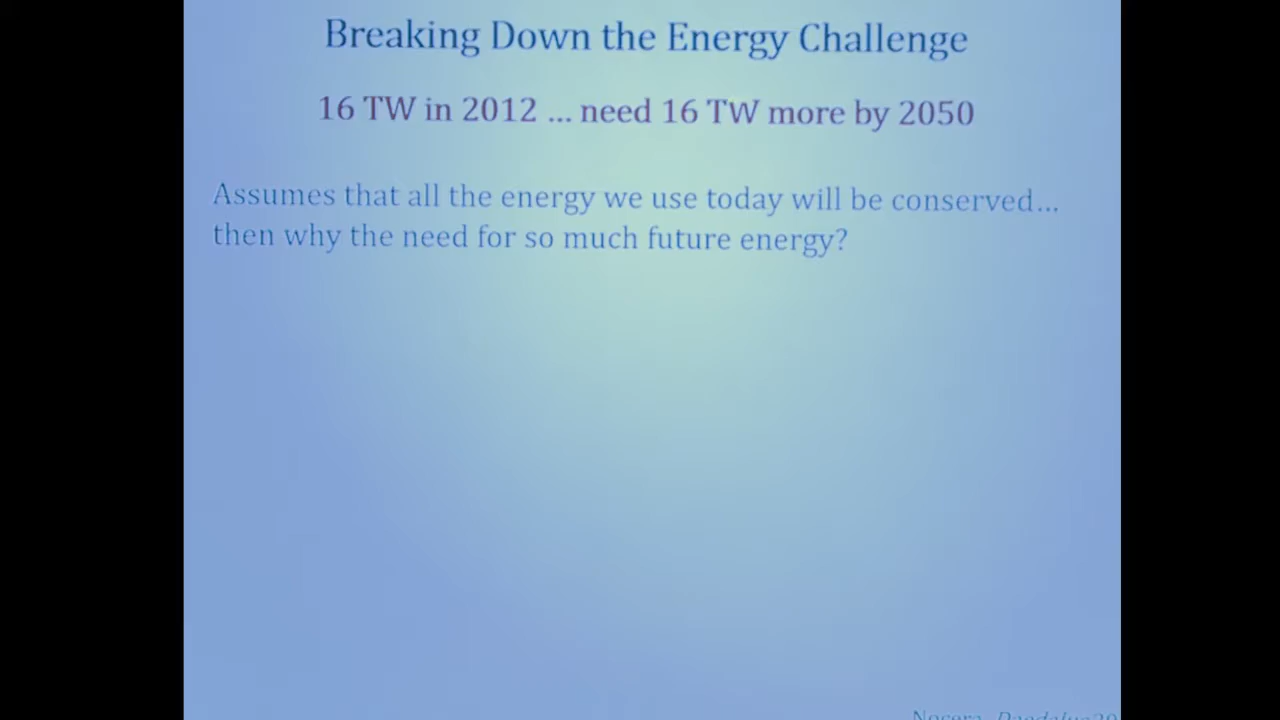 Breaking Down the Energy Challenge
16 TW in 2012 ... need 16 TW more by 2050
Assumes that all the energy we use today will be conserved...
then why the need for so much future energy?